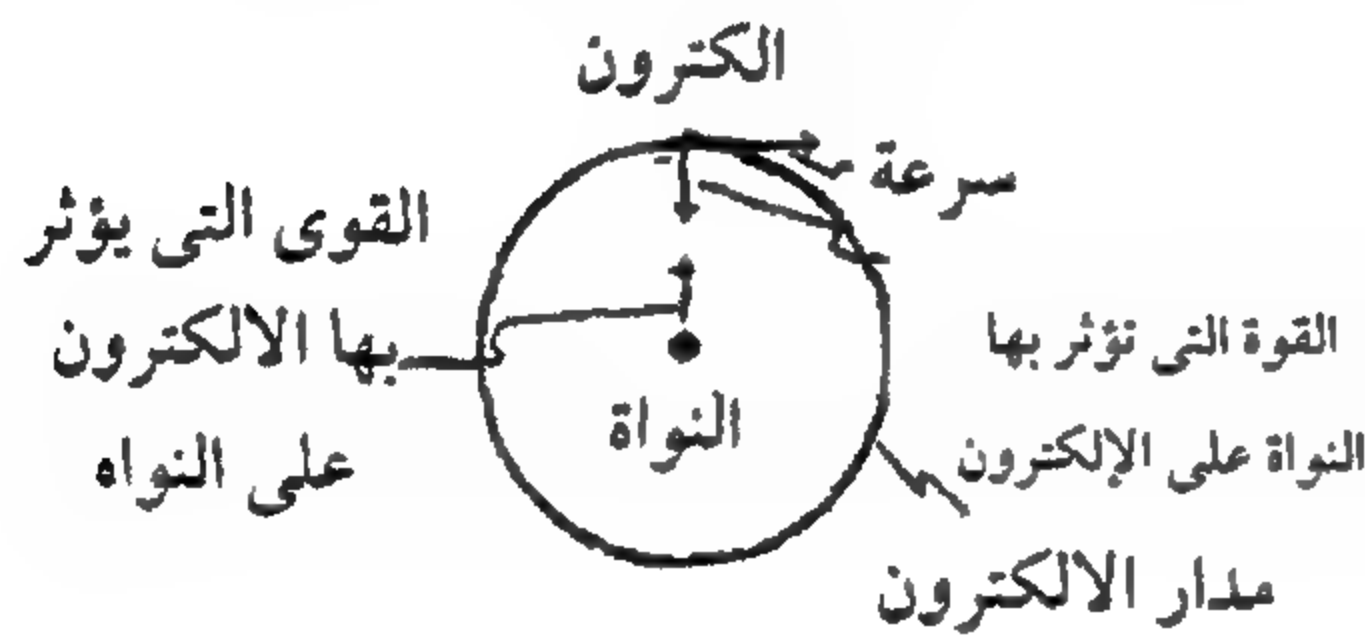 الكترون
سرعة
القوى التى يؤثر
بها الالكترون
على النواه
القوة التى تؤثر بها
النواة على الإلكترون
النواة
مدار الالكترون